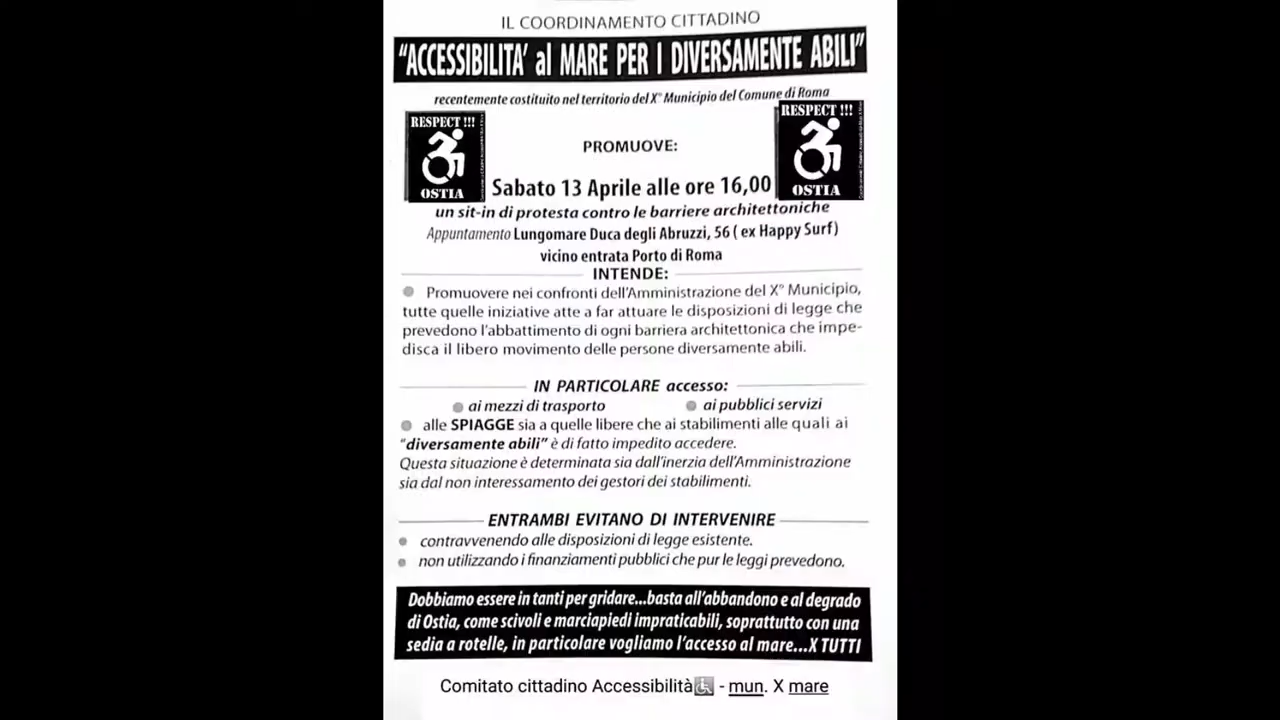 IL COORDINAMENTO CITTADINO
“ACCESSIBILITA’ al MARE PER I DIVERSAMENTE ABILI”
recentemente costituito nel territorio del X° Municipio del Comune di Roma
RESPECT !!!
OSTIA
RESPECT !!!
OSTIA
PROMUOVE:
Sabato 13 Aprile alle ore 16,00
un sit-in di protesta contro le barriere architettoniche
Appuntamento Lungomare Duca degli Abruzzi, 56 ( ex Happy Surf)
vicino entrata Porto di Roma
INTENDE:
Promuovere nei confronti dell’Amministrazione del X° Municipio,
tutte quelle iniziative atte a far attuare le disposizioni di legge che
prevedono l’abbattimento di ogni barriera architettonica che impe-
disca il libero movimento delle persone diversamente abili.
IN PARTICOLARE accesso:
ai mezzi di trasporto
ai pubblici servizi
alle SPIAGGE sia a quelle libere che ai stabilimenti alle quali ai
“diversamente abili” è di fatto impedito accedere.
Questa situazione è determinata sia dall’inerzia dell’Amministrazione
sia dal non interessamento dei gestori dei stabilimenti.
ENTRAMBI EVITANO DI INTERVENIRE
contravvenendo alle disposizioni di legge esistente.
non utilizzando i finanziamenti pubblici che pur le leggi prevedono.
Dobbiamo essere in tanti per gridare...basta all’abbandono e al degrado
di Ostia, come scivoli e marciapiedi impraticabili, soprattutto con una
sedia a rotelle, in particolare vogliamo l’accesso al mare...X TUTTI
Comitato cittadino Accessibilità♿ - mun. X mare